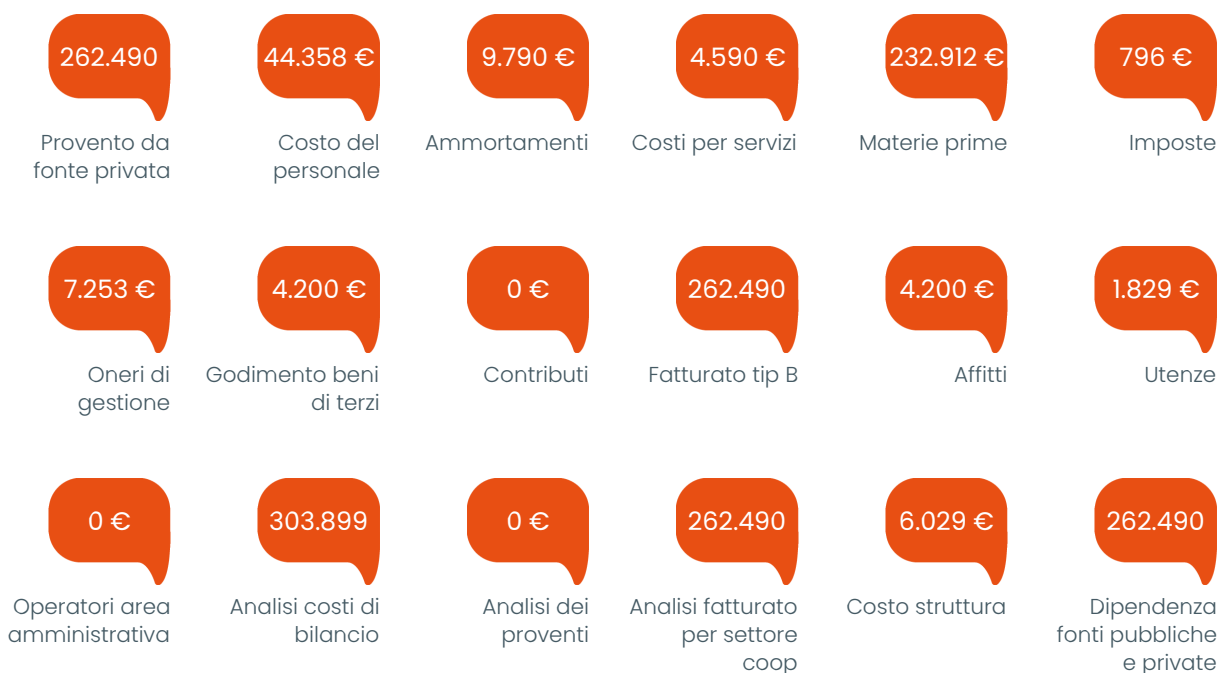 262.490
44.358 €
9.790 €
4.590 €
232.912 €
796 €
Provento da
fonte privata
Costo del
personale
Ammortamenti
Costi per servizi
Materie prime
Imposte
7.253 €
4.200 €
0 €
262.490
4.200 €
1.829 €
Oneri di
gestione
Godimento beni
di terzi
Contributi
Fatturato tip B
Affitti
Utenze
0 €
303.899
0 €
262.490
6.029 €
262.490
Operatori area
amministrativa
Analisi costi di
bilancio
Analisi dei
proventi
Analisi fatturato
per settore
coop
Costo struttura
Dipendenza
fonti pubbliche
e private